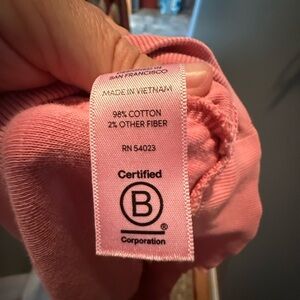 SAN FRANCISCO
MADE IN VIETNAM
98% COTTON
2% OTHER FIBER
RN 54023
Certified
B
®
Corporation